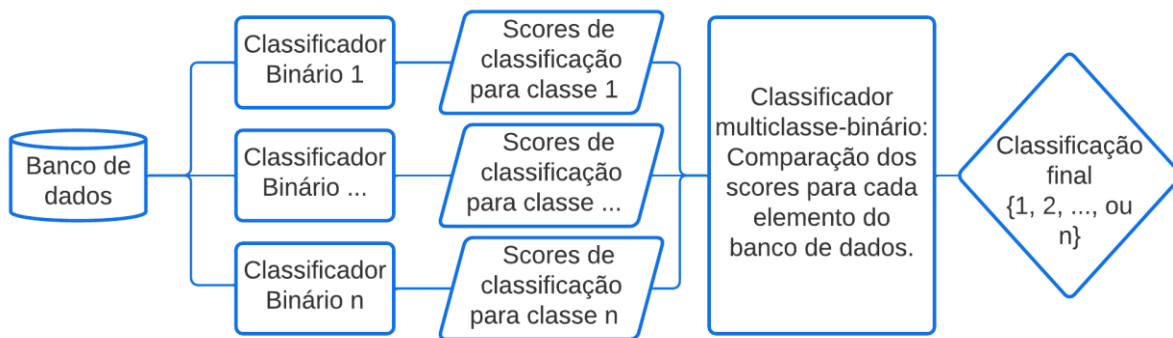 Banco de
dados
Classificador
Binário 1
Scores de
classificação
para classe 1
Classificador
Binário ...
Scores de
classificação
para classe ...
Classificador
Binário n
Scores de
classificação
para classe n
Classificador
multiclasse-binário:
Comparação dos
scores para cada
elemento do
banco de dados.
Classificação
final
{1, 2, ..., ou
n}